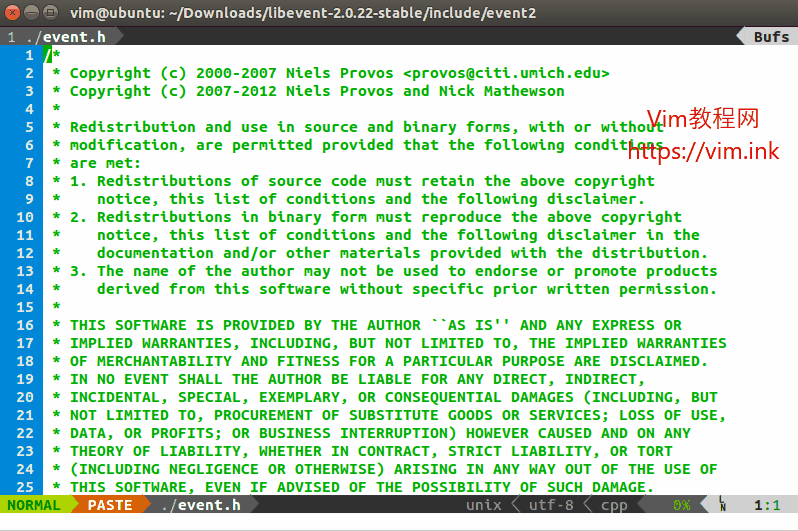 vim@ubuntu: ~/Downloads/libevent-2.0.22-stable/include/event2
1 ./event.h Bufs
1 /*
2 * Copyright (c) 2000-2007 Niels Provos <provos@citi.umich.edu>
3 * Copyright (c) 2007-2012 Niels Provos and Nick Mathewson
4 *
5 * Redistribution and use in source and binary forms, with or without
6 * modification, are permitted provided that the following conditions
7 * are met:
8 * 1. Redistributions of source code must retain the above copyright
9 *    notice, this list of conditions and the following disclaimer.
10 * 2. Redistributions in binary form must reproduce the above copyright
11 *    notice, this list of conditions and the following disclaimer in the
12 *    documentation and/or other materials provided with the distribution.
13 * 3. The name of the author may not be used to endorse or promote products
14 *    derived from this software without specific prior written permission.
15 *
16 * THIS SOFTWARE IS PROVIDED BY THE AUTHOR ``AS IS'' AND ANY EXPRESS OR
17 * IMPLIED WARRANTIES, INCLUDING, BUT NOT LIMITED TO, THE IMPLIED WARRANTIES
18 * OF MERCHANTABILITY AND FITNESS FOR A PARTICULAR PURPOSE ARE DISCLAIMED.
19 * IN NO EVENT SHALL THE AUTHOR BE LIABLE FOR ANY DIRECT, INDIRECT,
20 * INCIDENTAL, SPECIAL, EXEMPLARY, OR CONSEQUENTIAL DAMAGES (INCLUDING, BUT
21 * NOT LIMITED TO, PROCUREMENT OF SUBSTITUTE GOODS OR SERVICES; LOSS OF USE,
22 * DATA, OR PROFITS; OR BUSINESS INTERRUPTION) HOWEVER CAUSED AND ON ANY
23 * THEORY OF LIABILITY, WHETHER IN CONTRACT, STRICT LIABILITY, OR TORT
24 * (INCLUDING NEGLIGENCE OR OTHERWISE) ARISING IN ANY WAY OUT OF THE USE OF
25 * THIS SOFTWARE, EVEN IF ADVISED OF THE POSSIBILITY OF SUCH DAMAGE.
NORMAL PASTE ./event.h unix utf-8 cpp 0% LN 1:1
Vim教程网
https://vim.ink